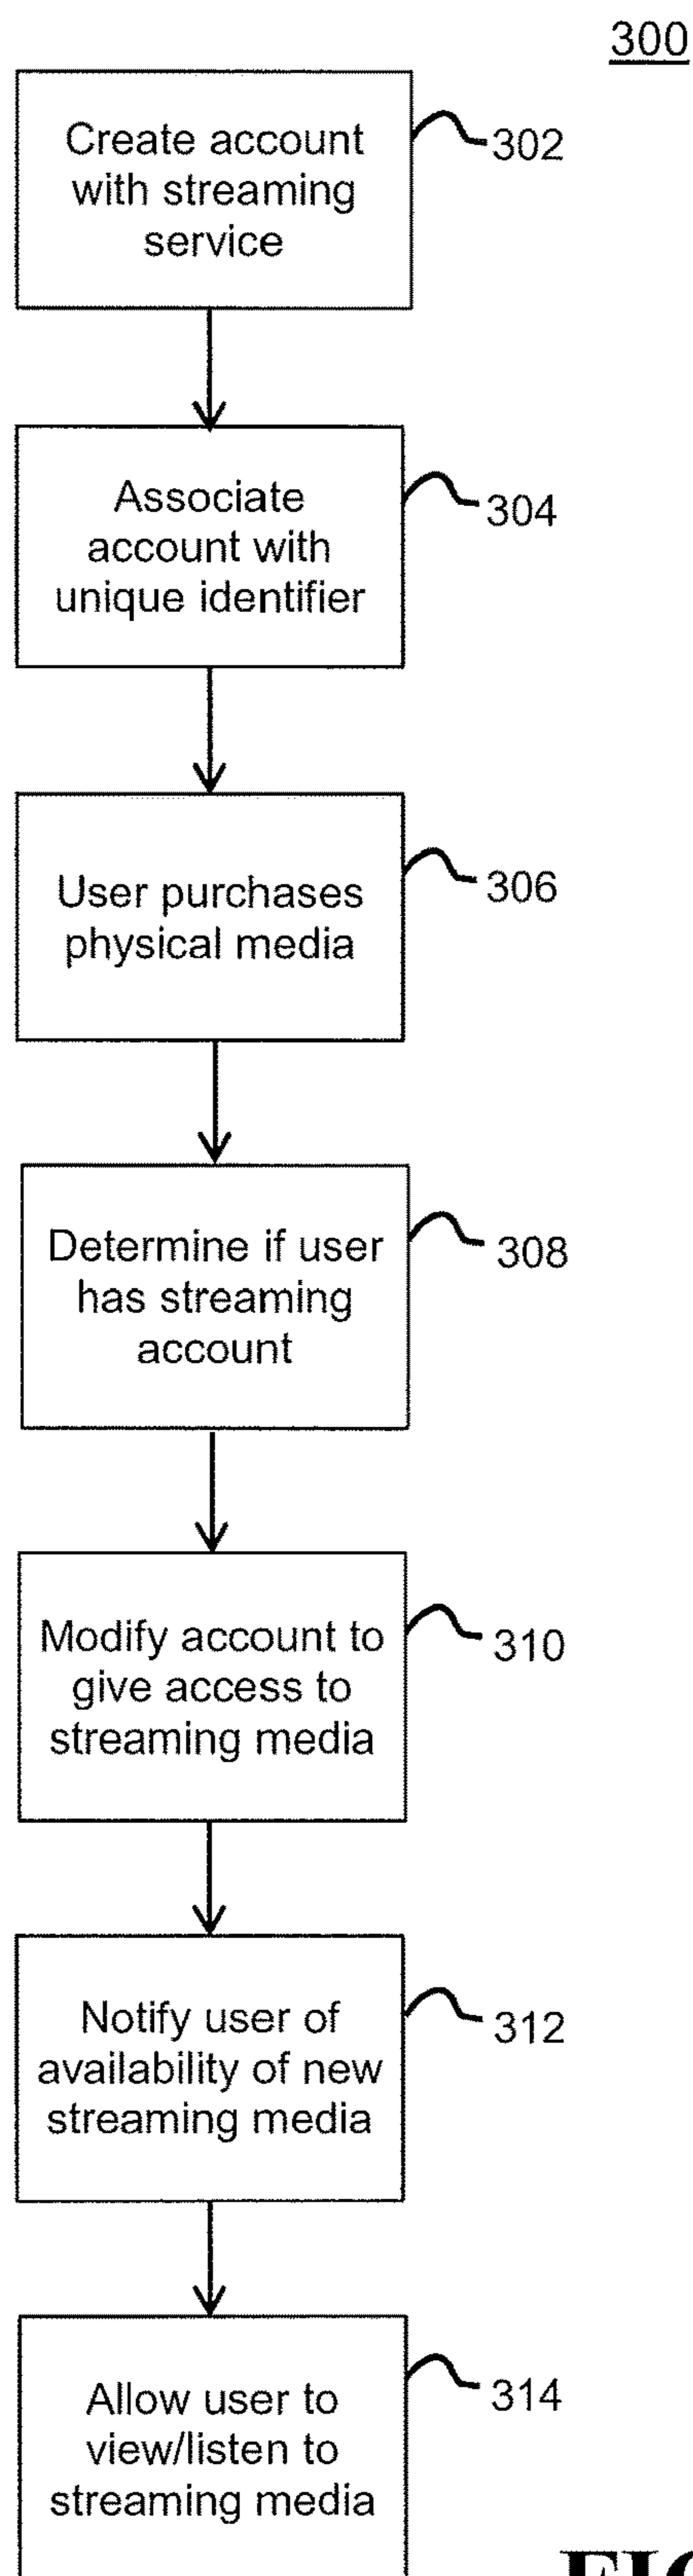 300
Create account
with streaming
service
302
Associate
account with
unique identifier
304
User purchases
physical media
306
Determine if user
has streaming
account
308
Modify account to
give access to
streaming media
310
Notify user of
availability of new
streaming media
312
Allow user to
view/listen to
streaming media
314